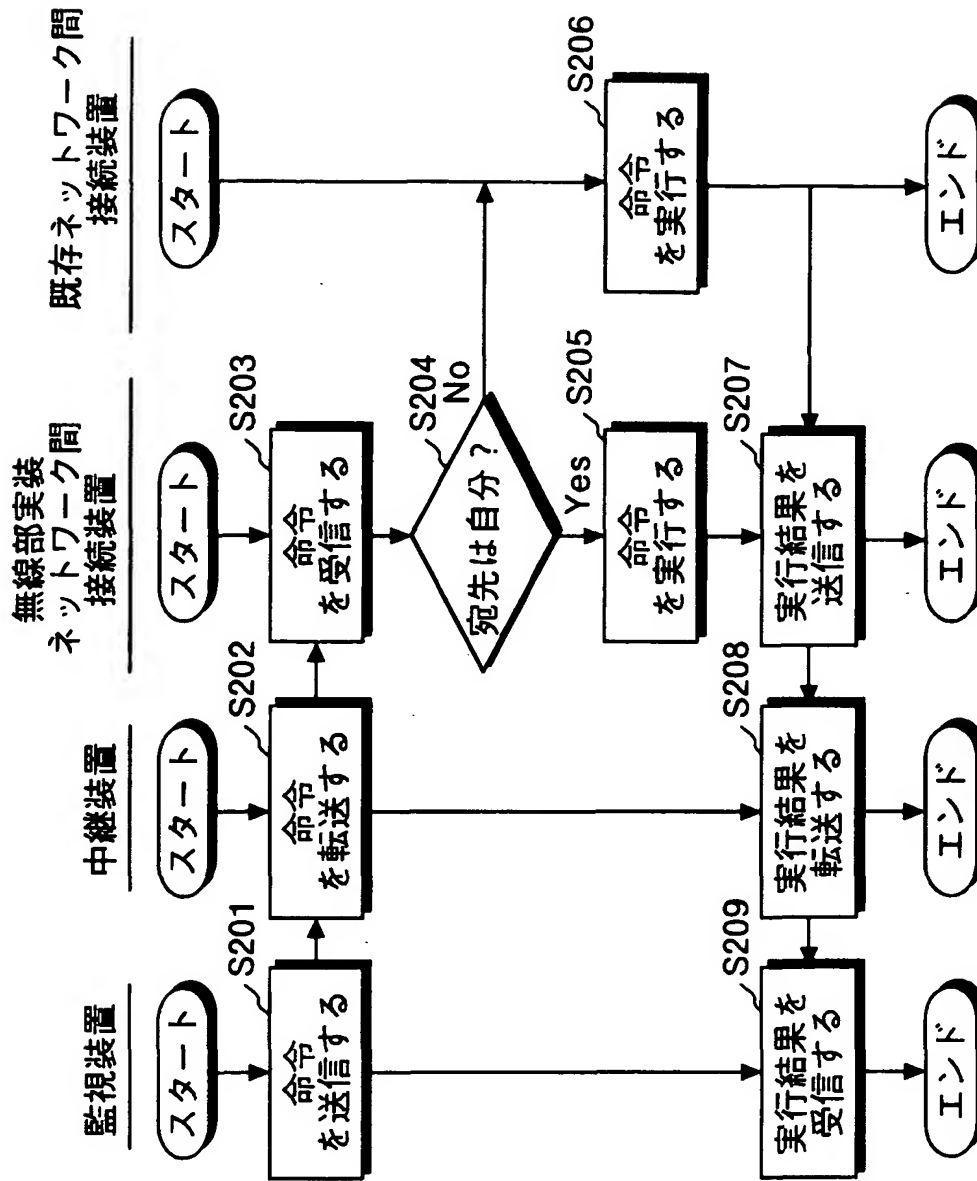 監視装置
スタート
S201
命令
を送信する
S209
実行結果を
受信する
エンド
中継装置
スタート
S202
命令
を転送する
S208
実行結果を
転送する
エンド
無線部実装
ネットワーク間
接続装置
スタート
S203
命令
を受信する
S204
宛先は自分？
No
Yes
S205
命令
を実行する
S207
実行結果を
送信する
エンド
既存ネットワーク間
接続装置
スタート
S206
命令
を実行する
エンド